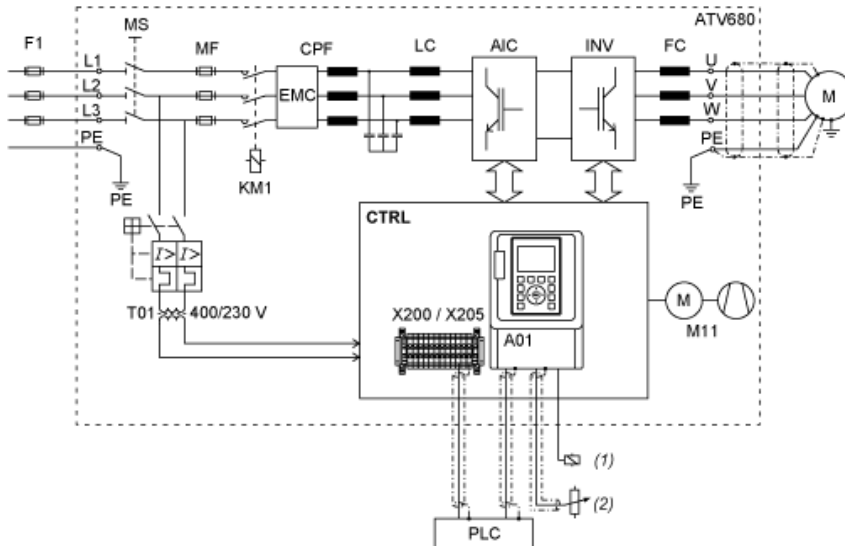 ATV680
F1 MS MF CPF LC AIC INV FC
L1 U
L2 EMC V M
L3 W
PE PE
KM1
PE PE
CTRL
I> I>
T01 400/230 V X200 / X205 M
A01 M11
(1)
(2)
PLC